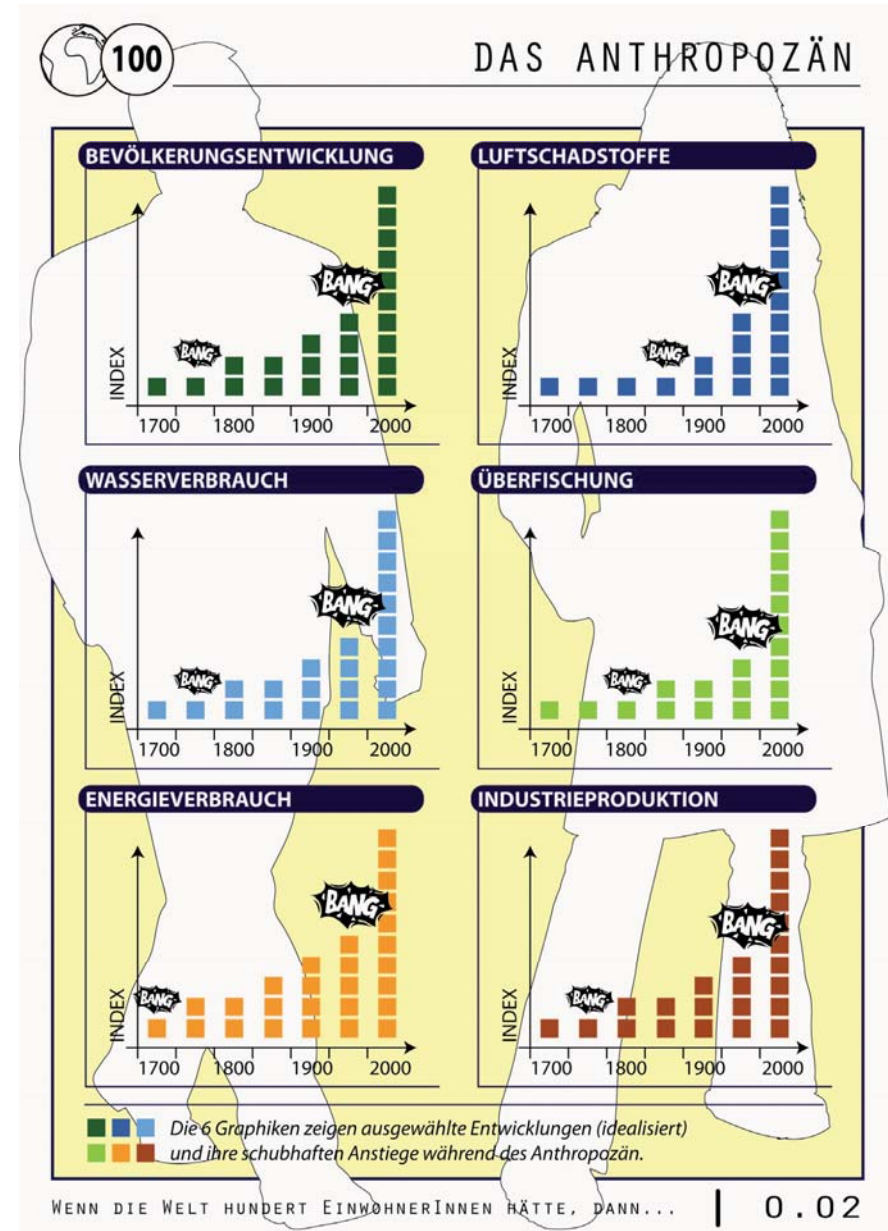 100
DAS ANTHROPOZÄN
BEVÖLKERUNGSENTWICKLUNG
BANG
BANG
INDEX
1700 1800 1900 2000
LUFTSCHADSTOFFE
BANG
BANG
INDEX
1700 1800 1900 2000
WASSERVERBRAUCH
BANG
BANG
INDEX
1700 1800 1900 2000
ÜBERFISCHUNG
BANG
BANG
INDEX
1700 1800 1900 2000
ENERGIEVERBRAUCH
BANG
BANG
INDEX
1700 1800 1900 2000
INDUSTRIEPRODUKTION
BANG
BANG
INDEX
1700 1800 1900 2000
Die 6 Graphiken zeigen ausgewählte Entwicklungen (idealisiert)
und ihre schubhaften Anstiege während des Anthropozän.
WENN DIE WELT HUNDERT EINWOHNERINNEN HÄTTE, DANN... | 0.02